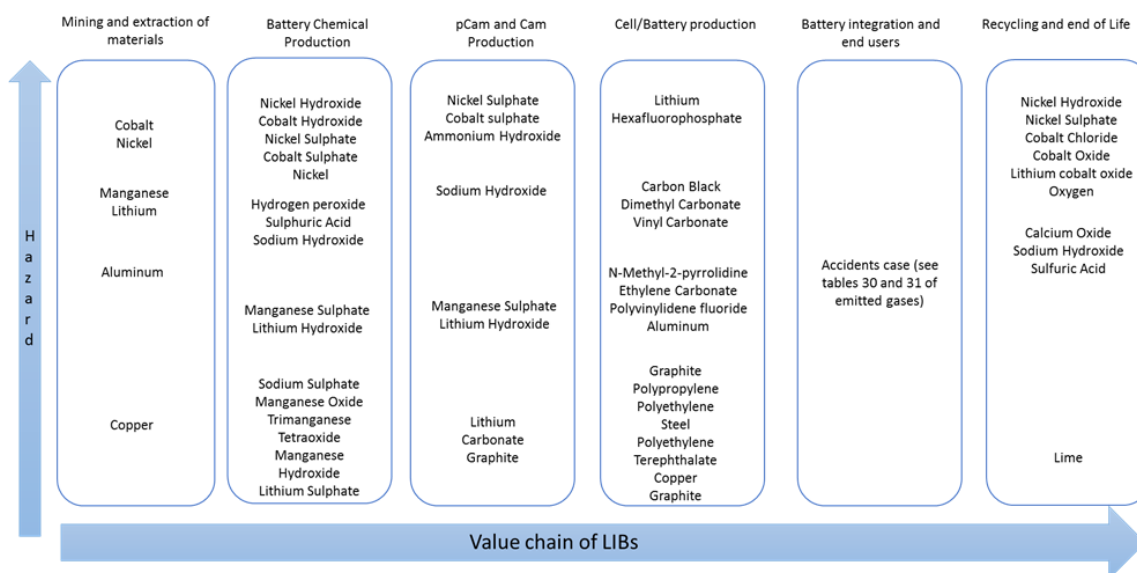 Mining and extraction of
materials
Battery Chemical
Production
pCam and Cam
Production
Cell/Battery production
Battery integration and
end users
Recycling and end of Life
Hazard
Cobalt
Nickel
Manganese
Lithium
Aluminum
Copper
Nickel Hydroxide
Cobalt Hydroxide
Nickel Sulphate
Cobalt Sulphate
Nickel
Hydrogen peroxide
Sulphuric Acid
Sodium Hydroxide
Manganese Sulphate
Lithium Hydroxide
Sodium Sulphate
Manganese Oxide
Trimanganese
Tetraoxide
Manganese
Hydroxide
Lithium Sulphate
Nickel Sulphate
Cobalt sulphate
Ammonium Hydroxide
Sodium Hydroxide
Manganese Sulphate
Lithium Hydroxide
Lithium
Carbonate
Graphite
Lithium
Hexafluorophosphate
Carbon Black
Dimethyl Carbonate
Vinyl Carbonate
N-Methyl-2-pyrrolidine
Ethylene Carbonate
Polyvinylidene fluoride
Aluminum
Graphite
Polypropylene
Polyethylene
Steel
Polyethylene
Terephthalate
Copper
Graphite
Accidents case (see
tables 30 and 31 of
emitted gases)
Nickel Hydroxide
Nickel Sulphate
Cobalt Chloride
Cobalt Oxide
Lithium cobalt oxide
Oxygen
Calcium Oxide
Sodium Hydroxide
Sulfuric Acid
Lime
Value chain of LIBs